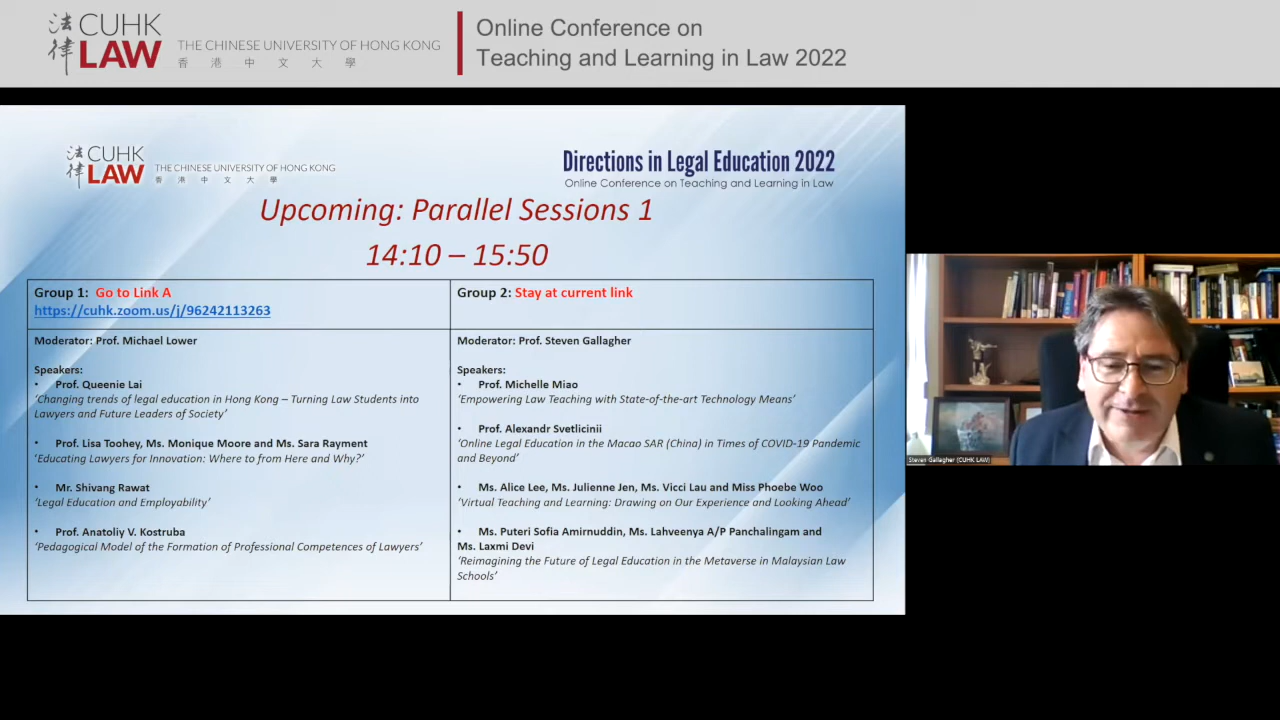 法律 CUHK LAW
THE CHINESE UNIVERSITY OF HONG KONG
香港中文大學
Online Conference on
Teaching and Learning in Law 2022
法律 CUHK LAW
THE CHINESE UNIVERSITY OF HONG KONG
香港中文大學
Directions in Legal Education 2022
Online Conference on Teaching and Learning in Law
Upcoming: Parallel Sessions 1
14:10 – 15:50
Group 1: Go to Link A
https://cuhk.zoom.us/j/96242113263
Moderator: Prof. Michael Lower
Speakers:
• Prof. Queenie Lai
‘Changing trends of legal education in Hong Kong – Turning Law Students into
Lawyers and Future Leaders of Society’
• Prof. Lisa Toohey, Ms. Monique Moore and Ms. Sara Rayment
‘Educating Lawyers for Innovation: Where to from Here and Why?’
• Mr. Shivang Rawat
‘Legal Education and Employability’
• Prof. Anatoliy V. Kostruba
‘Pedagogical Model of the Formation of Professional Competences of Lawyers’
Group 2: Stay at current link
Moderator: Prof. Steven Gallagher
Speakers:
• Prof. Michelle Miao
‘Empowering Law Teaching with State-of-the-art Technology Means’
• Prof. Alexandr Svetlicinii
‘Online Legal Education in the Macao SAR (China) in Times of COVID-19 Pandemic
and Beyond’
• Ms. Alice Lee, Ms. Julienne Jen, Ms. Vicci Lau and Miss Phoebe Woo
‘Virtual Teaching and Learning: Drawing on Our Experience and Looking Ahead’
• Ms. Puteri Sofia Amirnuddin, Ms. Lahveenya A/P Panchalingam and
Ms. Laxmi Devi
‘Reimagining the Future of Legal Education in the Metaverse in Malaysian Law
Schools’
Steven Gallagher (CUHK LAW)